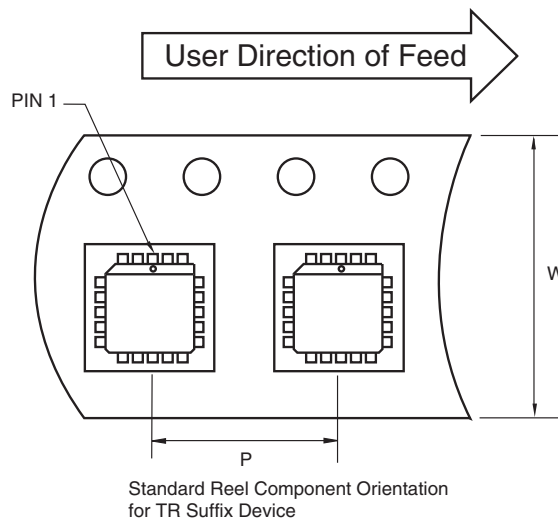 User Direction of Feed
PIN 1
W
P
Standard Reel Component Orientation
for TR Suffix Device